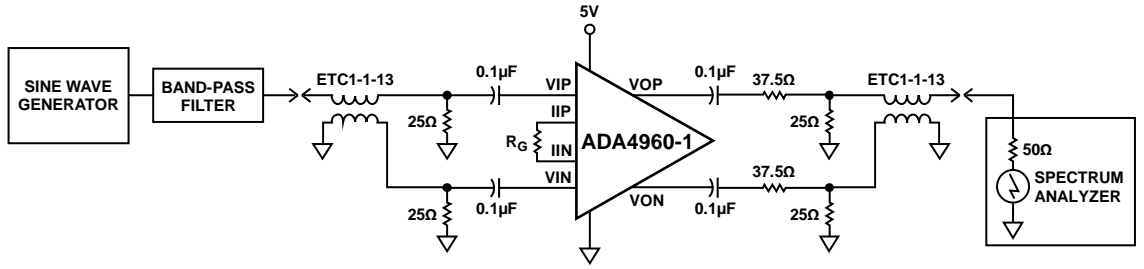 5V
SINE WAVE
GENERATOR
BAND-PASS
FILTER
ETC1-1-13
25Ω
25Ω
0.1µF
0.1µF
VIP
IIP
RG
IIN
VIN
ADA4960-1
VOP
VON
0.1µF
37.5Ω
0.1µF
37.5Ω
25Ω
25Ω
ETC1-1-13
50Ω
SPECTRUM
ANALYZER